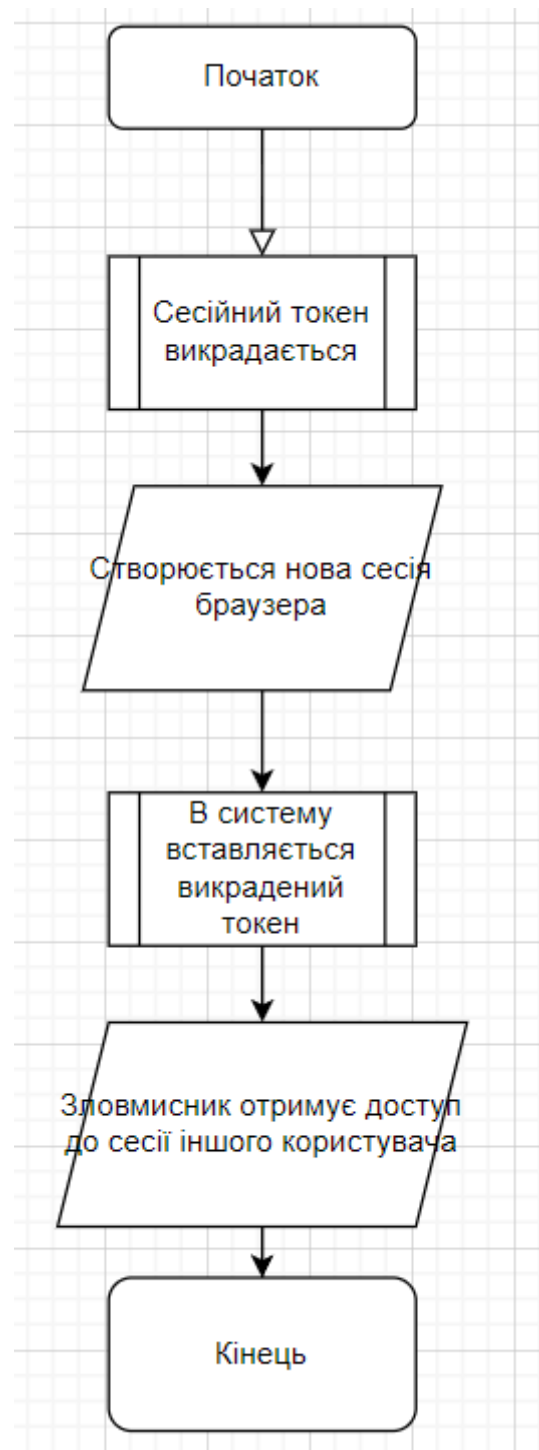 Початок
Сесійний токен
викрадається
Створюється нова сесія
браузера
В систему
вставляється
викрадений
токен
Зловмисник отримує доступ
до сесії іншого користувача
Кінець